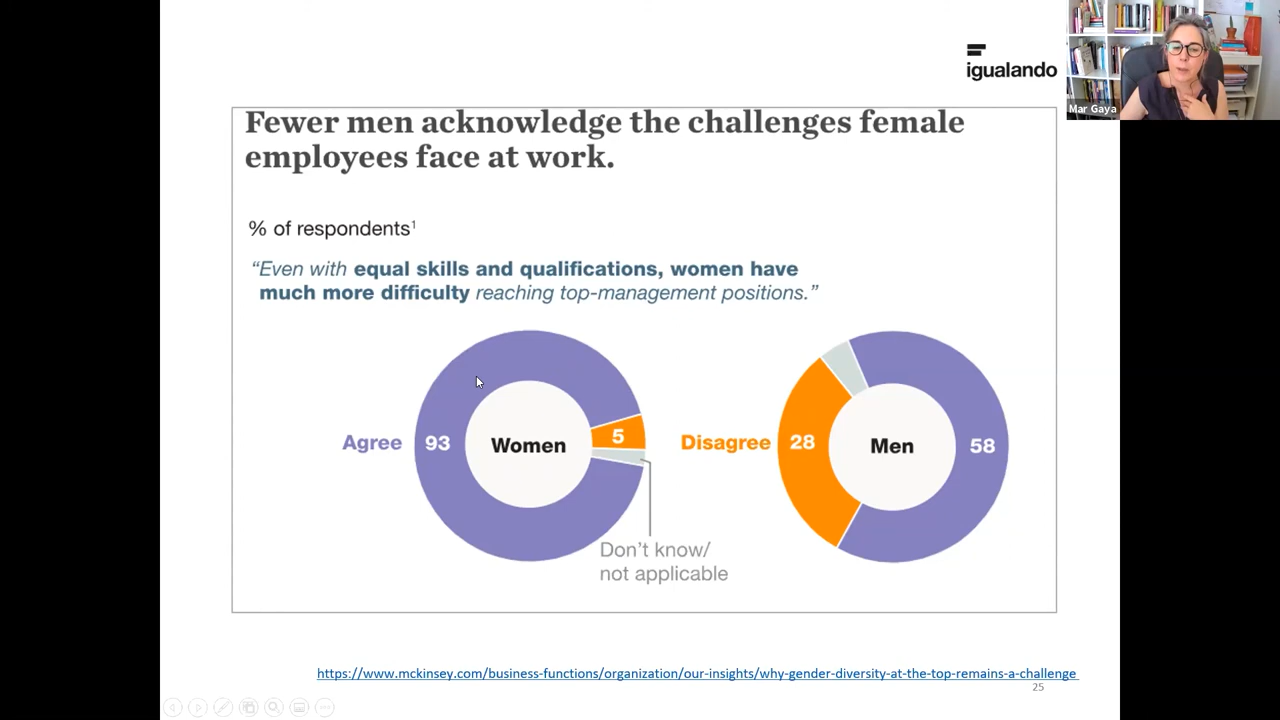 igualando
Mar Gaya
Fewer men acknowledge the challenges female
employees face at work.
% of respondents¹
“Even with equal skills and qualifications, women have
much more difficulty reaching top-management positions.”
Agree
93
Women
5
Disagree
28
Men
58
Don’t know/
not applicable
https://www.mckinsey.com/business-functions/organization/our-insights/why-gender-diversity-at-the-top-remains-a-challenge
25